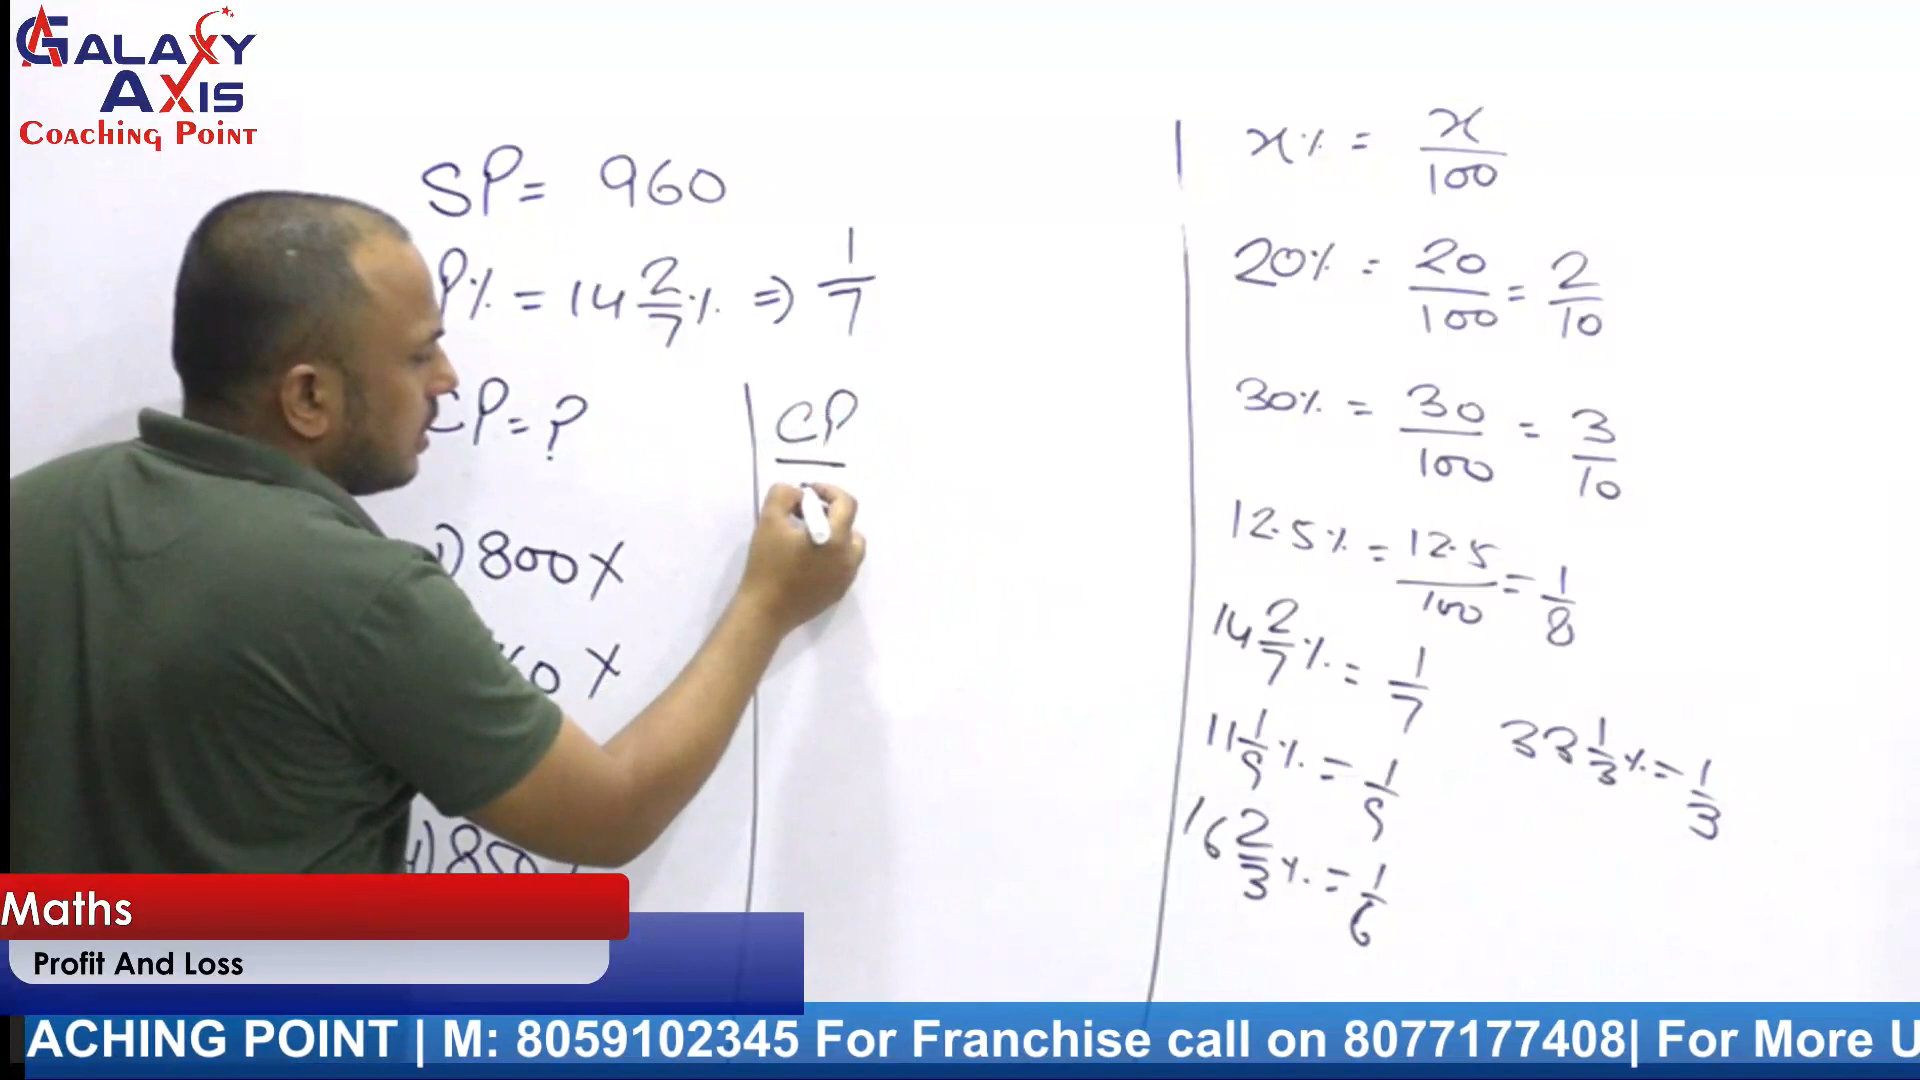 GALAXY
AXIS
COACHING POINT
SP = 960
P% = 14 2/7 % ⇒ 1/7
CP = ?
CP
1) 800 X
0 X
x% = x/100
20% = 20/100 = 2/10
30% = 30/100 = 3/10
12.5% = 12.5/100 = 1/8
14 2/7 % = 1/7
11 1/9 % = 1/9
33 1/3 % = 1/3
16 2/3 % = 1/6
Maths
Profit And Loss
ACHING POINT | M: 8059102345 For Franchise call on 8077177408| For More U